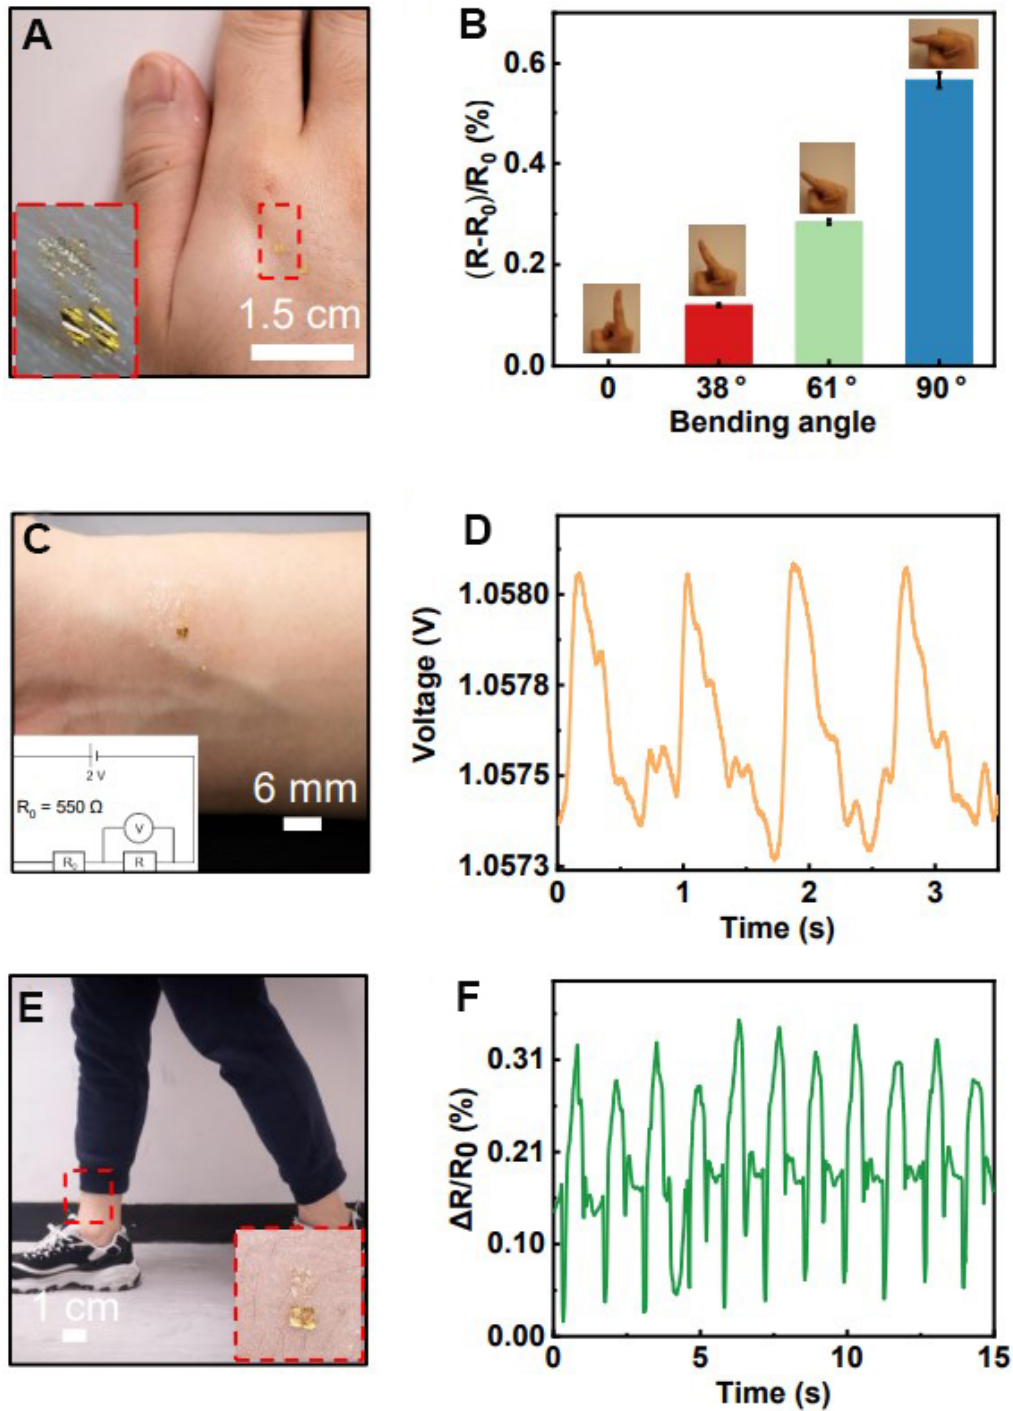 A
1.5 cm
B
(R-R₀)/R₀ (%)
0.6
0.4
0.2
0.0
0 38 ° 61 ° 90 °
Bending angle
C
6 mm
2 V
R₀ = 550 Ω
V
R₀ R
D
Voltage (V)
1.0580
1.0578
1.0575
1.0573
0 1 2 3
Time (s)
E
1 cm
F
ΔR/R0 (%)
0.31
0.21
0.10
0.00
0 5 10 15
Time (s)